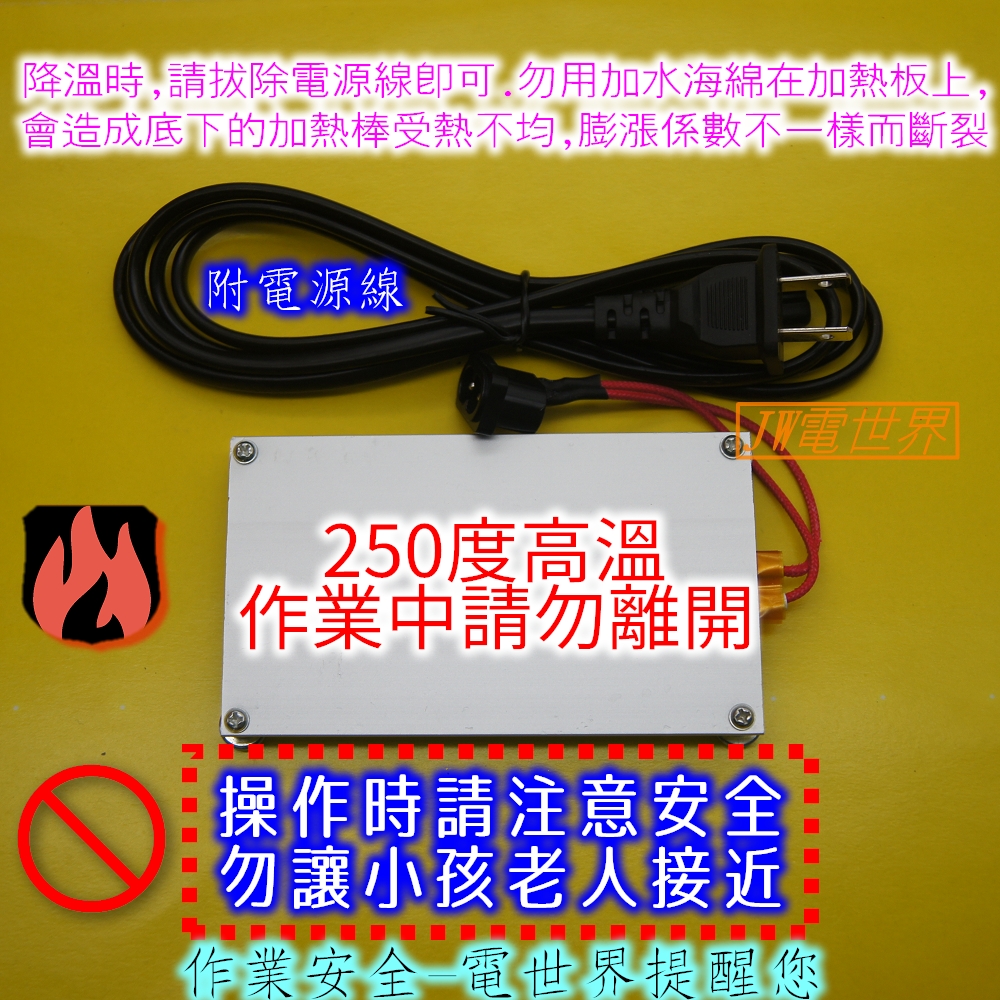 降溫時,請拔除電源線卽可.勿用加水海綿在加熱板上,
會造成底下的加熱棒受熱不均,膨漲係數不一樣而斷裂
附電源線
JW電世界
250度高溫
作業中請勿離開
操作時請注意安全
勿讓小孩老人接近
作業安全–電世界提醒您